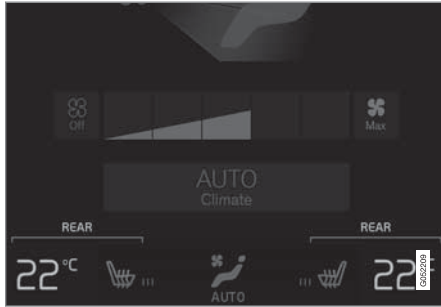 Off
Max
AUTO
Climate
REAR REAR
22°C 22°C
AUTO
G052209